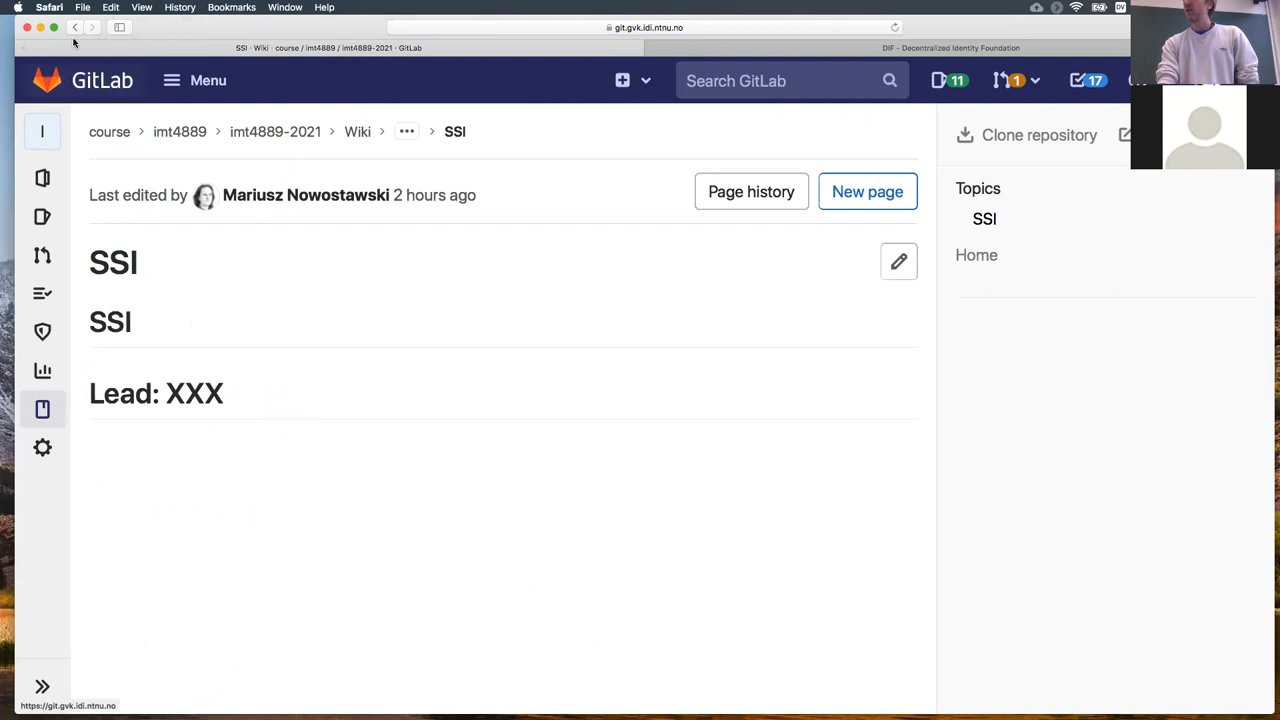 Safari File Edit View History Bookmarks Window Help
DV
git.gvk.idi.ntnu.no
SSI · Wiki · course / imt4889 / imt4889-2021 · GitLab
DIF - Decentralized Identity Foundation
GitLab Menu
Search GitLab
11
1
17
I
course › imt4889 › imt4889-2021 › Wiki › ••• › SSI
Clone repository
Last edited by Mariusz Nowostawski 2 hours ago
Page history
New page
Topics
SSI
Home
SSI
SSI
Lead: XXX
https://git.gvk.idi.ntnu.no